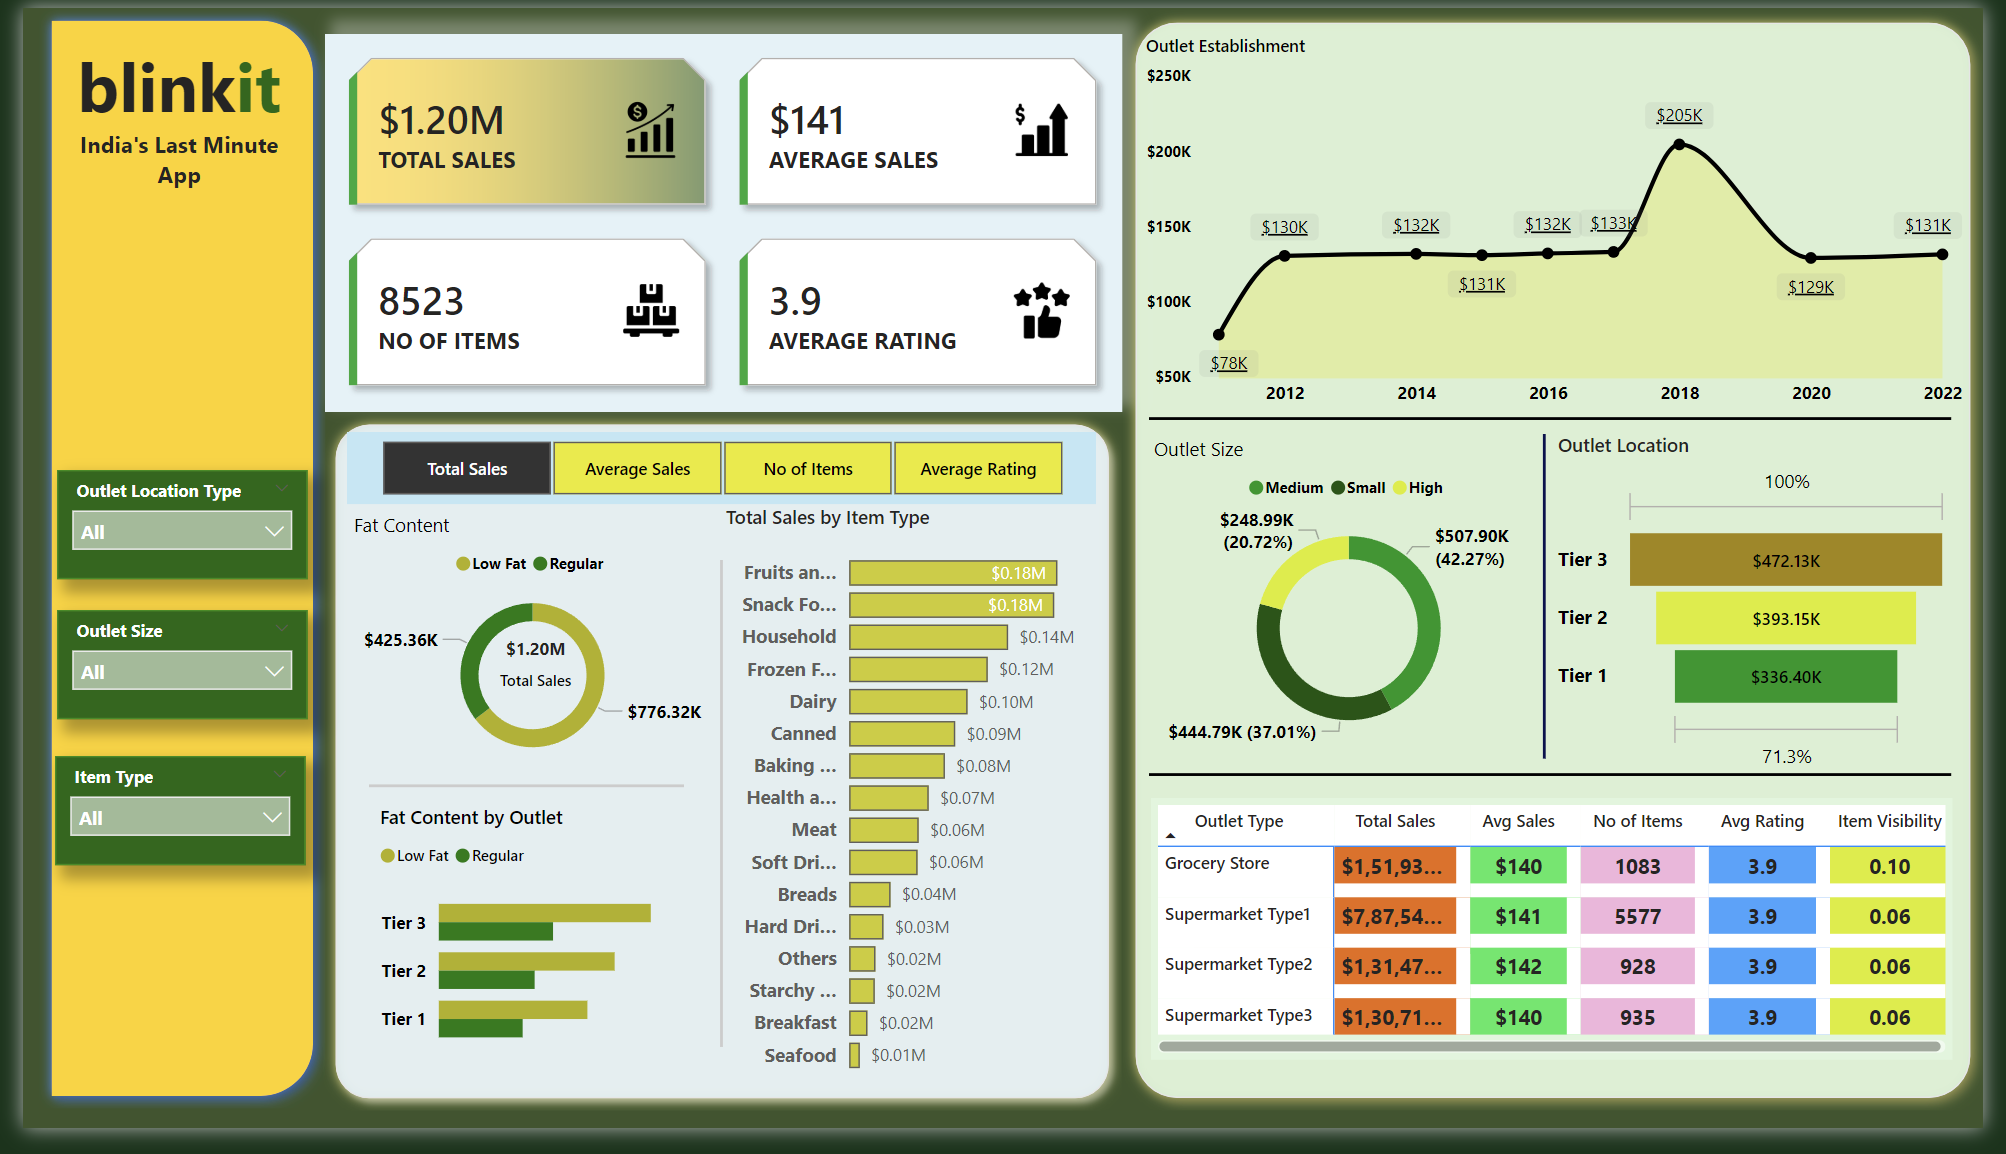 blinkit
India's Last Minute
App
Outlet Location Type
All
Outlet Size
All
Item Type
All
$1.20M
TOTAL SALES
$141
AVERAGE SALES
8523
NO OF ITEMS
3.9
AVERAGE RATING
Total Sales
Average Sales
No of Items
Average Rating
Fat Content
Low Fat Regular
$425.36K
$1.20M
Total Sales
$776.32K
Fat Content by Outlet
Low Fat Regular
Tier 3
Tier 2
Tier 1
Total Sales by Item Type
Fruits an... $0.18M
Snack Fo... $0.18M
Household $0.14M
Frozen F... $0.12M
Dairy $0.10M
Canned $0.09M
Baking ... $0.08M
Health a... $0.07M
Meat $0.06M
Soft Dri... $0.06M
Breads $0.04M
Hard Dri... $0.03M
Others $0.02M
Starchy ... $0.02M
Breakfast $0.02M
Seafood $0.01M
Outlet Establishment
$250K
$200K
$150K
$100K
$50K
$78K
$130K
$132K
$131K
$132K
$133K
$205K
$129K
$131K
2012 2014 2016 2018 2020 2022
Outlet Size
Medium Small High
$248.99K
(20.72%)
$507.90K
(42.27%)
$444.79K (37.01%)
Outlet Location
100%
Tier 3 $472.13K
Tier 2 $393.15K
Tier 1 $336.40K
71.3%
Outlet Type Total Sales Avg Sales No of Items Avg Rating Item Visibility
Grocery Store $1,51,93... $140 1083 3.9 0.10
Supermarket Type1 $7,87,54... $141 5577 3.9 0.06
Supermarket Type2 $1,31,47... $142 928 3.9 0.06
Supermarket Type3 $1,30,71... $140 935 3.9 0.06